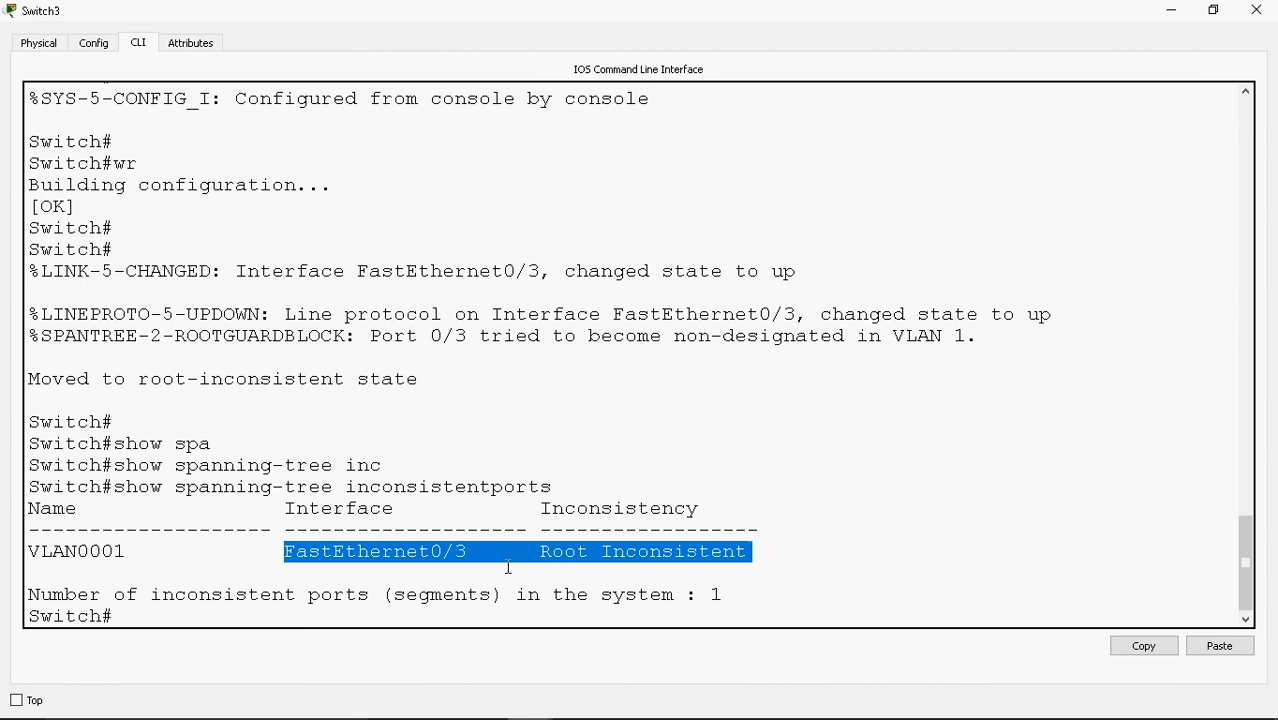 Switch3
Physical Config CLI Attributes
IOS Command Line Interface
%SYS-5-CONFIG_I: Configured from console by console
Switch#
Switch#wr
Building configuration...
[OK]
Switch#
Switch#
%LINK-5-CHANGED: Interface FastEthernet0/3, changed state to up
%LINEPROTO-5-UPDOWN: Line protocol on Interface FastEthernet0/3, changed state to up
%SPANTREE-2-ROOTGUARDBLOCK: Port 0/3 tried to become non-designated in VLAN 1.
Moved to root-inconsistent state
Switch#
Switch#show spa
Switch#show spanning-tree inc
Switch#show spanning-tree inconsistentports
Name Interface Inconsistency
-------------------- -------------------- ------------------
VLAN0001 FastEthernet0/3 Root Inconsistent
Number of inconsistent ports (segments) in the system : 1
Switch#
Copy Paste
Top